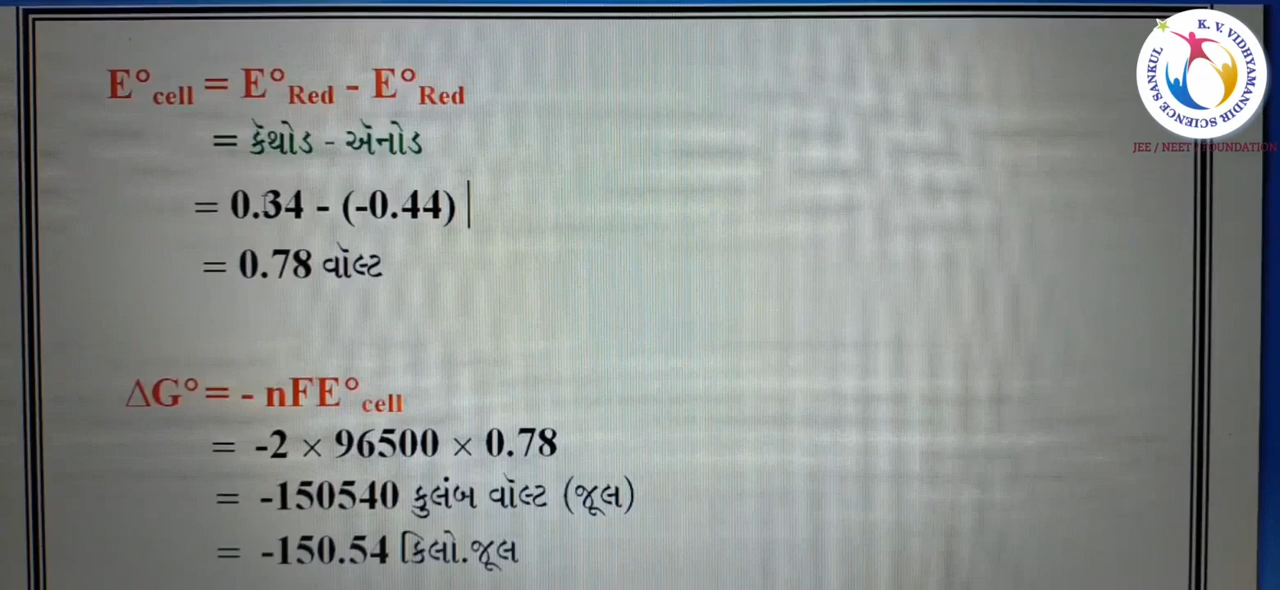 K. V. VIDHYAMANDIR SCIENCE SANKUL
JEE / NEET / FOUNDATION
E°cell = E°Red - E°Red
= કૅથોડ - ઍનોડ
= 0.34 - (-0.44)
= 0.78 વૉલ્ટ
ΔG° = - nFE°cell
= -2 × 96500 × 0.78
= -150540 કુલંબ વૉલ્ટ (જૂલ)
= -150.54 કિલો.જૂલ